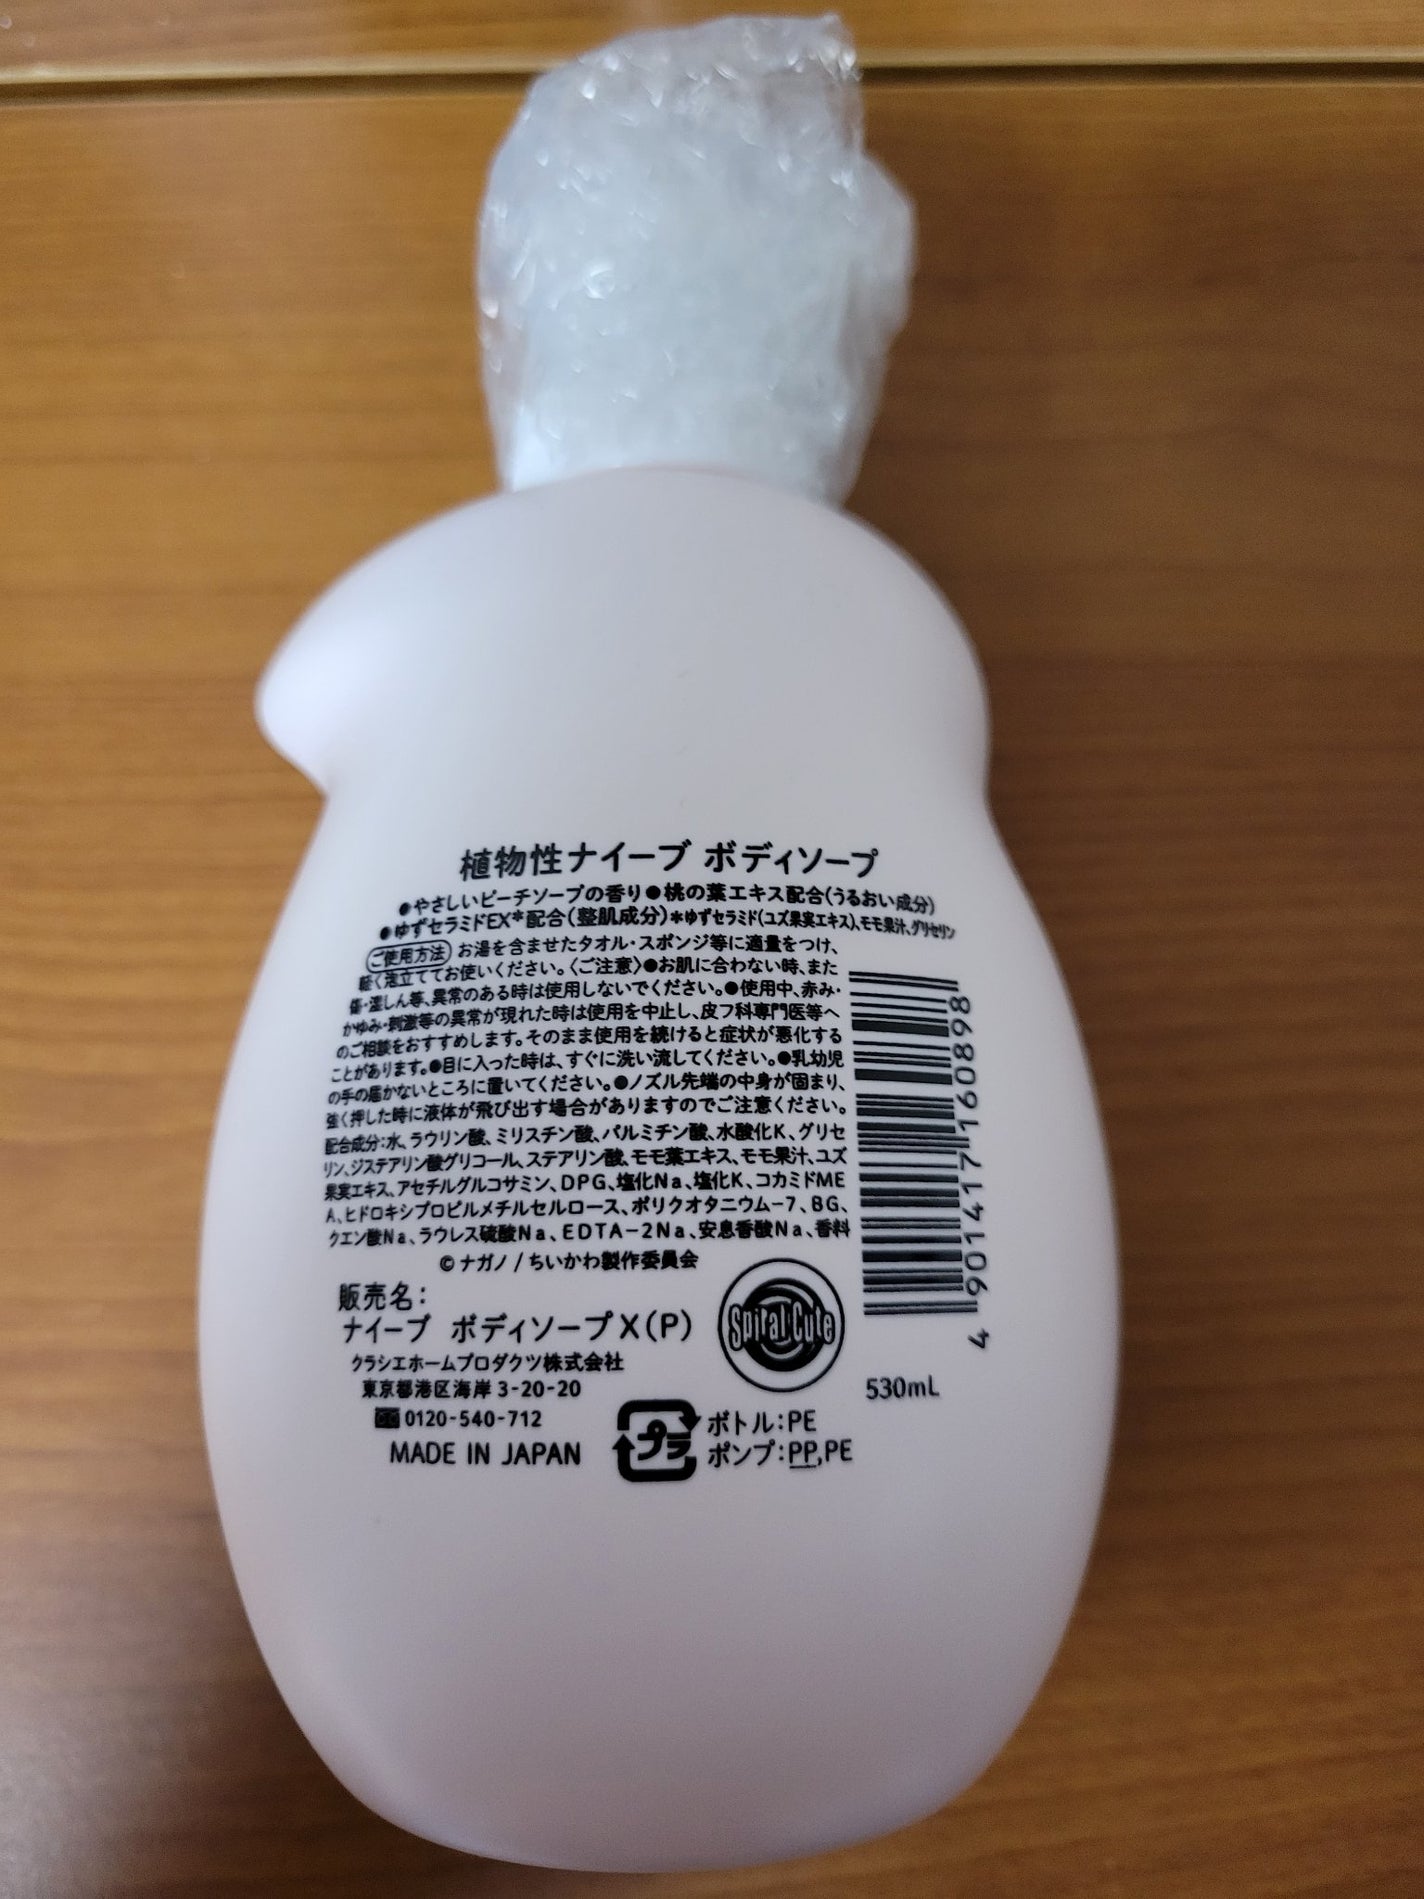 植物性ナイーブ ボディソープ
●やさしいピーチソープの香り●桃の葉エキス配合(うるおい成分)
●ゆずセラミドEX*配合(整肌成分)*ゆずセラミド(ユズ果実エキス)、モモ果汁、グリセリン
ご使用方法 お湯を含ませたタオル・スポンジ等に適量をつけ、
軽く泡立ててお使いください。〈ご注意〉●お肌に合わない時、また
傷・湿しん等、異常のある時は使用しないでください。●使用中、赤み・
かゆみ・刺激等の異常が現れた時は使用を中止し、皮フ科専門医等へ
のご相談をおすすめします。そのまま使用を続けると症状が悪化する
ことがあります。●目に入った時は、すぐに洗い流してください。●乳幼児
の手の届かないところに置いてください。●ノズル先端の中身が固まり、
強く押した時に液体が飛び出す場合がありますのでご注意ください。
配合成分:水、ラウリン酸、ミリスチン酸、パルミチン酸、水酸化K、グリセ
リン、ジステアリン酸グリコール、ステアリン酸、モモ葉エキス、モモ果汁、ユズ
果実エキス、アセチルグルコサミン、DPG、塩化Na、塩化K、コカミドME
A、ヒドロキシプロピルメチルセルロース、ポリクオタニウム-7、BG、
クエン酸Na、ラウレス硫酸Na、EDTA-2Na、安息香酸Na、香料
© ナガノ / ちいかわ製作委員会
販売名:
ナイーブ ボディソープX(P)
クラシエホームプロダクツ株式会社
東京都港区海岸 3-20-20
0120-540-712
MADE IN JAPAN
Spiral Cute
プラ
ボトル:PE
ポンプ:PP,PE
4 901417 160898
530mL